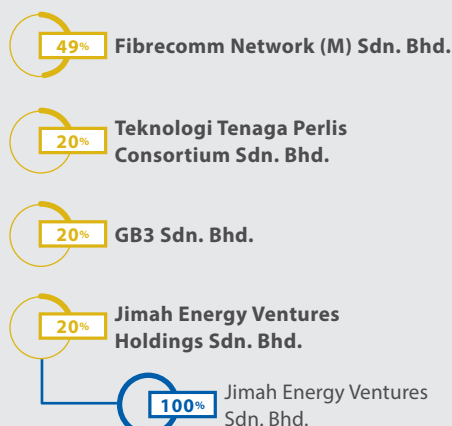 49% Fibrecomm Network (M) Sdn. Bhd.
20% Teknologi Tenaga Perlis
Consortium Sdn. Bhd.
20% GB3 Sdn. Bhd.
20% Jimah Energy Ventures
Holdings Sdn. Bhd.
100% Jimah Energy Ventures
Sdn. Bhd.